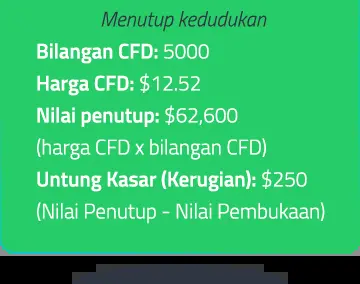 Menutup kedudukan
Bilangan CFD: 5000
Harga CFD: $12.52
Nilai penutup: $62,600
(harga CFD x bilangan CFD)
Untung Kasar (Kerugian): $250
(Nilai Penutup - Nilai Pembukaan)